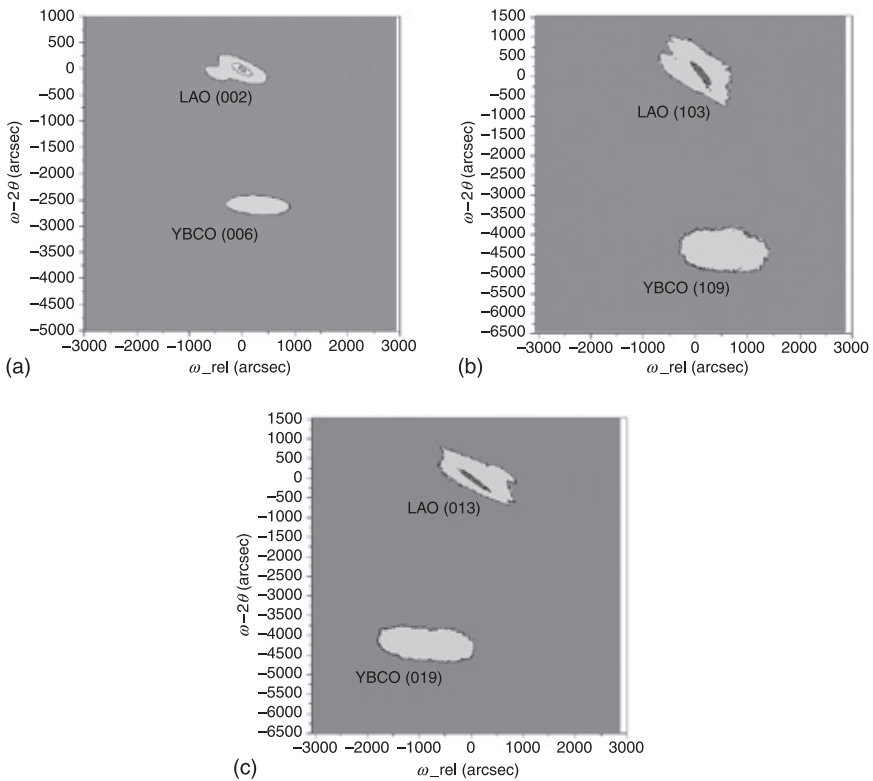 1000
500
0
−500
−1000
−1500
−2000
−2500
−3000
−3500
−4000
−4500
−5000
ω−2θ (arcsec)
LAO (002)
YBCO (006)
−3000 −2000 −1000 0 1000 2000 3000
ω_rel (arcsec)
(a)
1500
1000
500
0
−500
−1000
−1500
−2000
−2500
−3000
−3500
−4000
−4500
−5000
−5500
−6000
−6500
ω−2θ (arcsec)
LAO (103)
YBCO (109)
−3000 −2000 −1000 0 1000 2000 3000
ω_rel (arcsec)
(b)
1500
1000
500
0
−500
−1000
−1500
−2000
−2500
−3000
−3500
−4000
−4500
−5000
−5500
−6000
−6500
ω−2θ (arcsec)
LAO (013)
YBCO (019)
−3000 −2000 −1000 0 1000 2000 3000
ω_rel (arcsec)
(c)